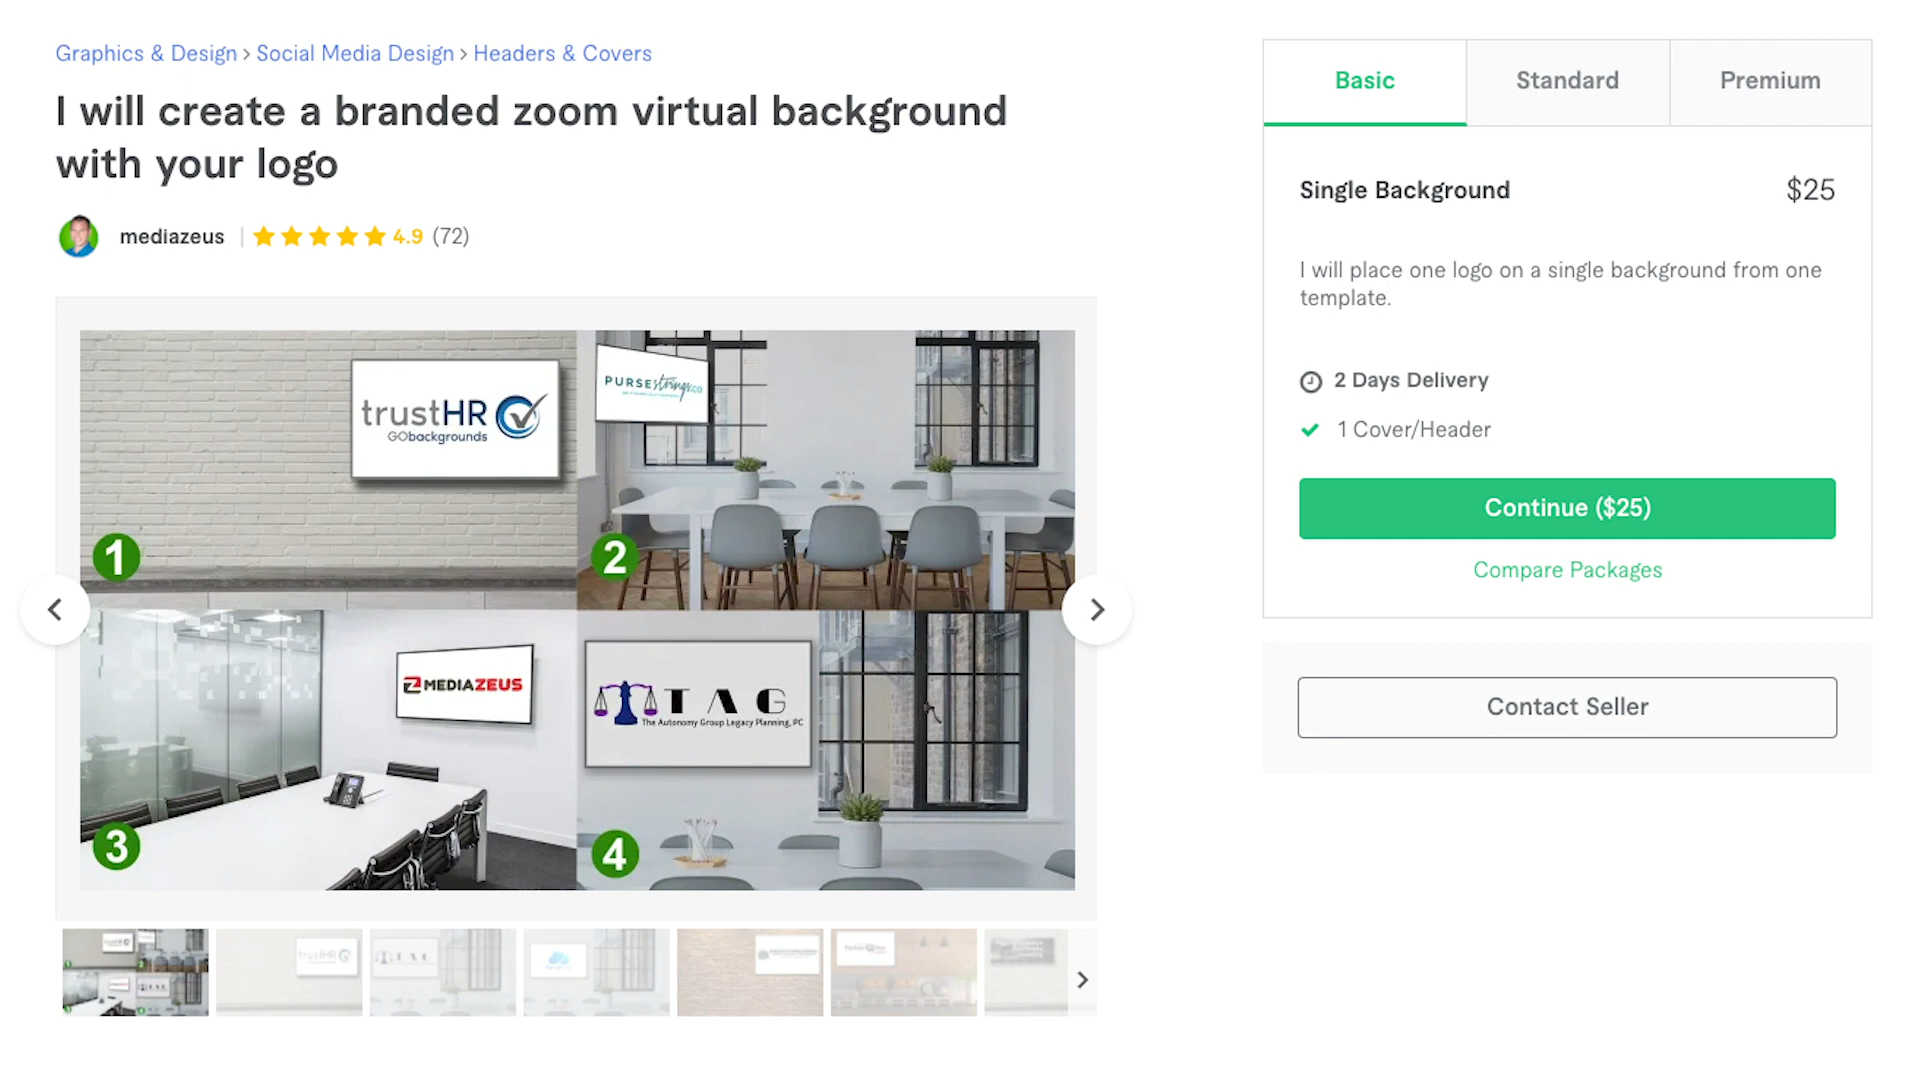 Graphics & Design > Social Media Design > Headers & Covers
I will create a branded zoom virtual background
with your logo
mediazeus | 4.9 (72)
trustHR
GObackgrounds
PURSEstrings.co
MEDIAZEUS
TAG
The Autonomy Group Legacy Planning, PC
1
2
3
4
Basic
Standard
Premium
Single Background
$25
I will place one logo on a single background from one
template.
2 Days Delivery
1 Cover/Header
Continue ($25)
Compare Packages
Contact Seller